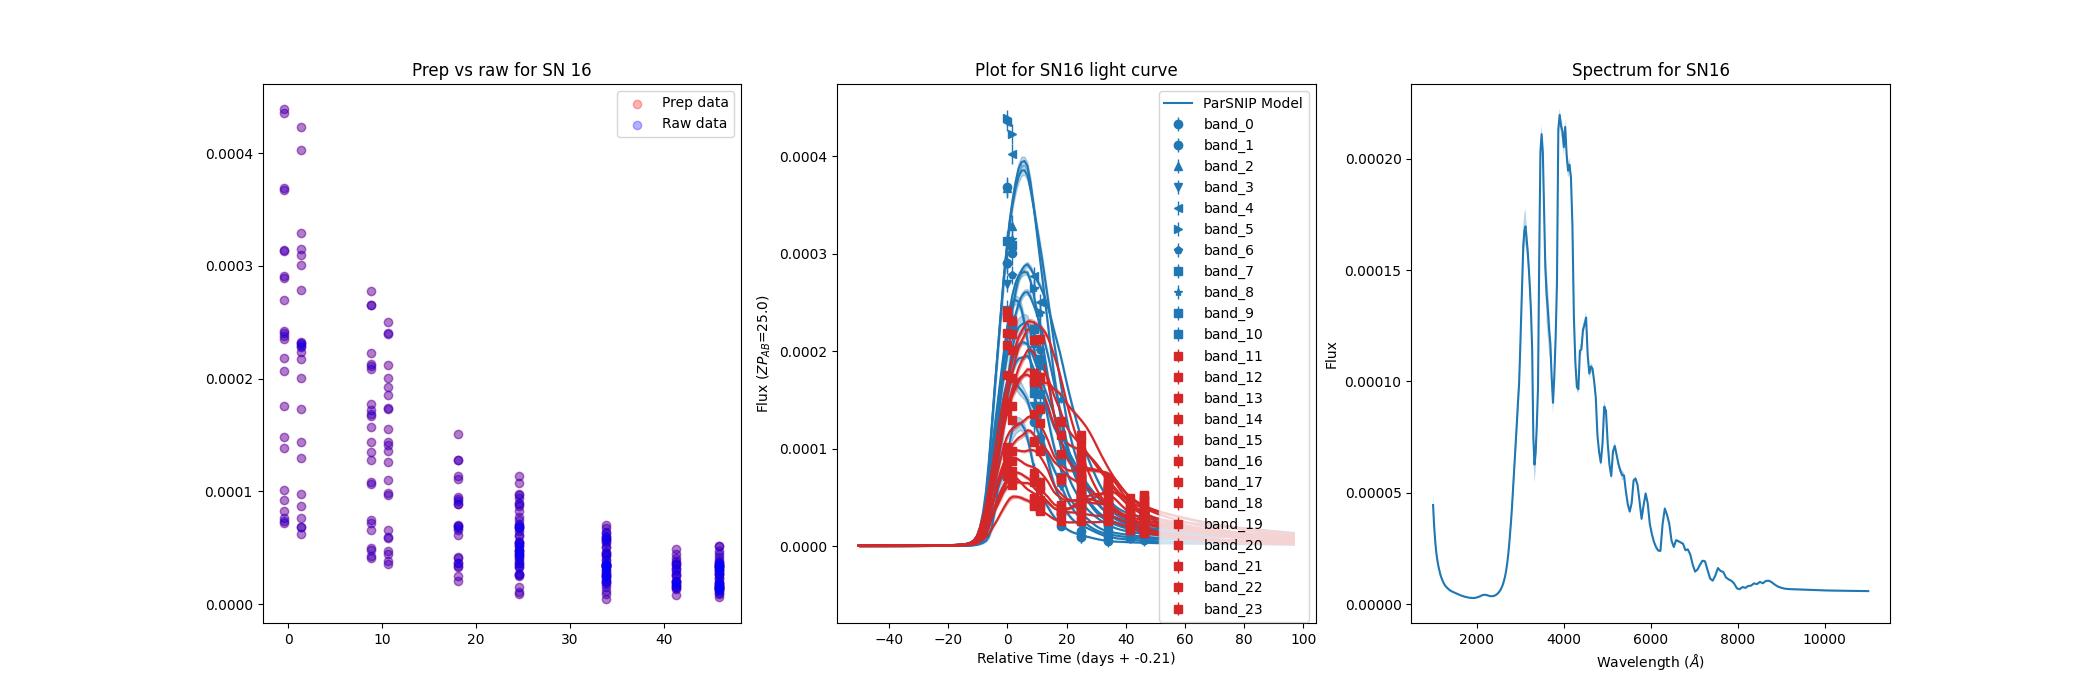 Prep vs raw for SN 16
Prep data
Raw data
0.0004
0.0003
0.0002
0.0001
0.0000
0
10
20
30
40
Plot for SN16 light curve
ParSNIP Model
band_0
band_1
band_2
band_3
band_4
band_5
band_6
band_7
band_8
band_9
band_10
band_11
band_12
band_13
band_14
band_15
band_16
band_17
band_18
band_19
band_20
band_21
band_22
band_23
Flux (ZP_AB=25.0)
0.0004
0.0003
0.0002
0.0001
0.0000
−40
−20
0
20
40
60
80
100
Relative Time (days + -0.21)
Spectrum for SN16
Flux
0.00020
0.00015
0.00010
0.00005
0.00000
2000
4000
6000
8000
10000
Wavelength (Å)